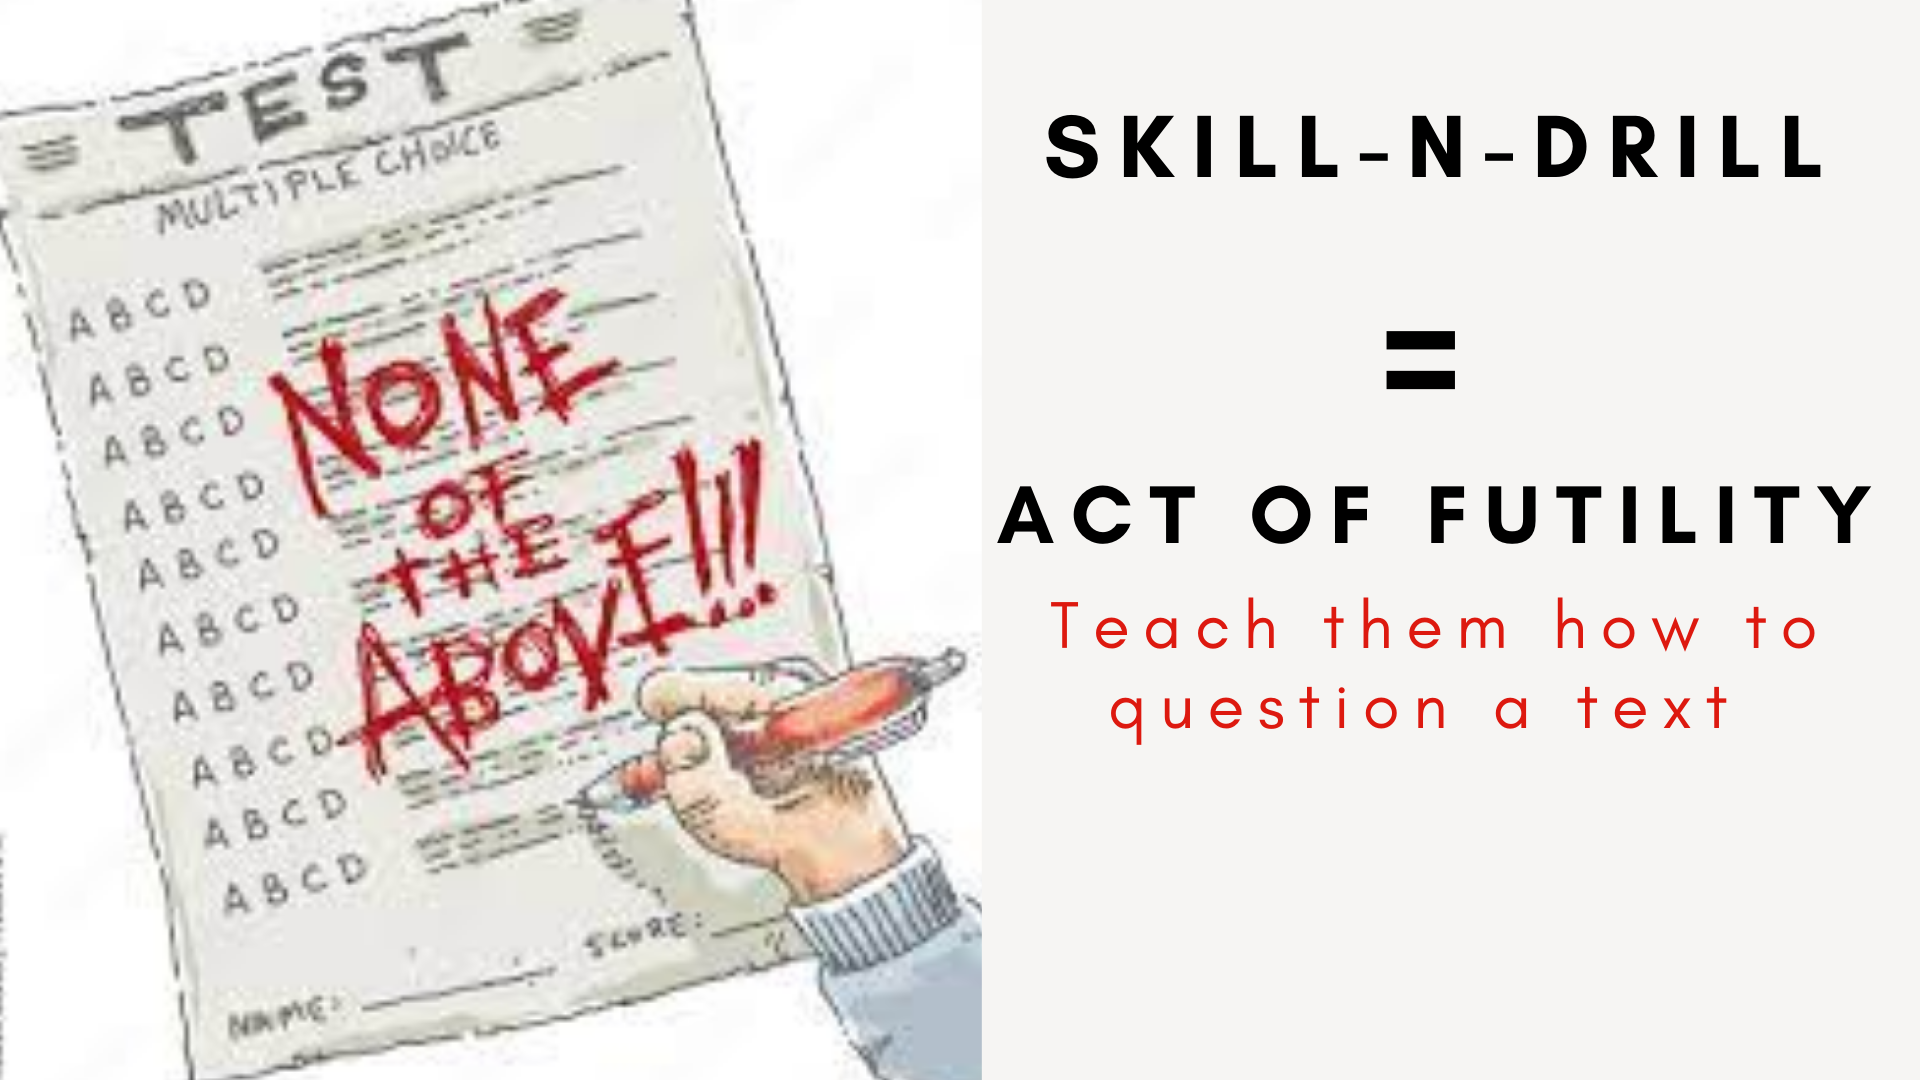 TEST
MULTIPLE CHOICE
A B C D
A B C D
A B C D
A B C D
A B C D
A B C D
A B C D
A B C D
A B C D
A B C D
NONE
OF
THE
ABOVE!!!
SCORE:
NAME:
SKILL-N-DRILL
=
ACT OF FUTILITY
Teach them how to
question a text